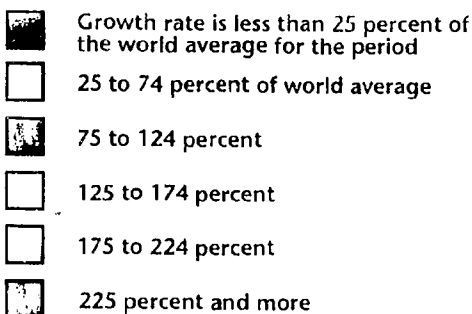 Growth rate is less than 25 percent of
the world average for the period
25 to 74 percent of world average
75 to 124 percent
125 to 174 percent
175 to 224 percent
225 percent and more